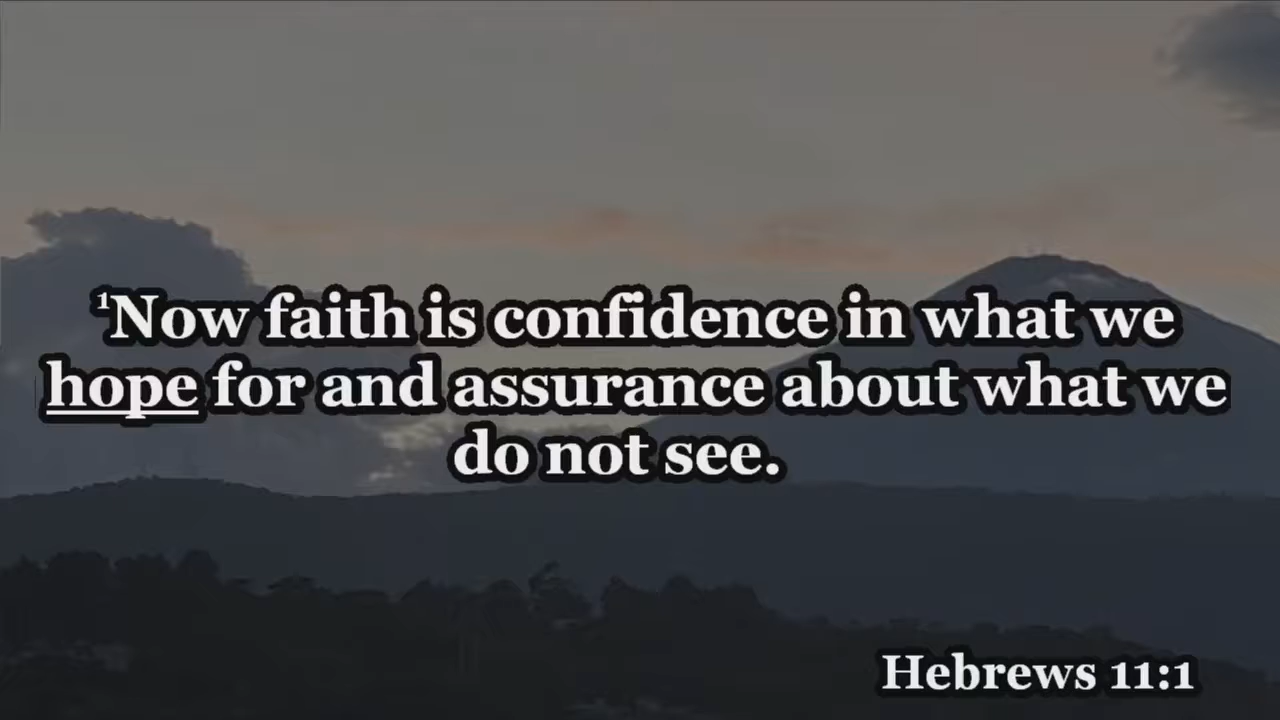 ¹Now faith is confidence in what we
hope for and assurance about what we
do not see.
Hebrews 11:1